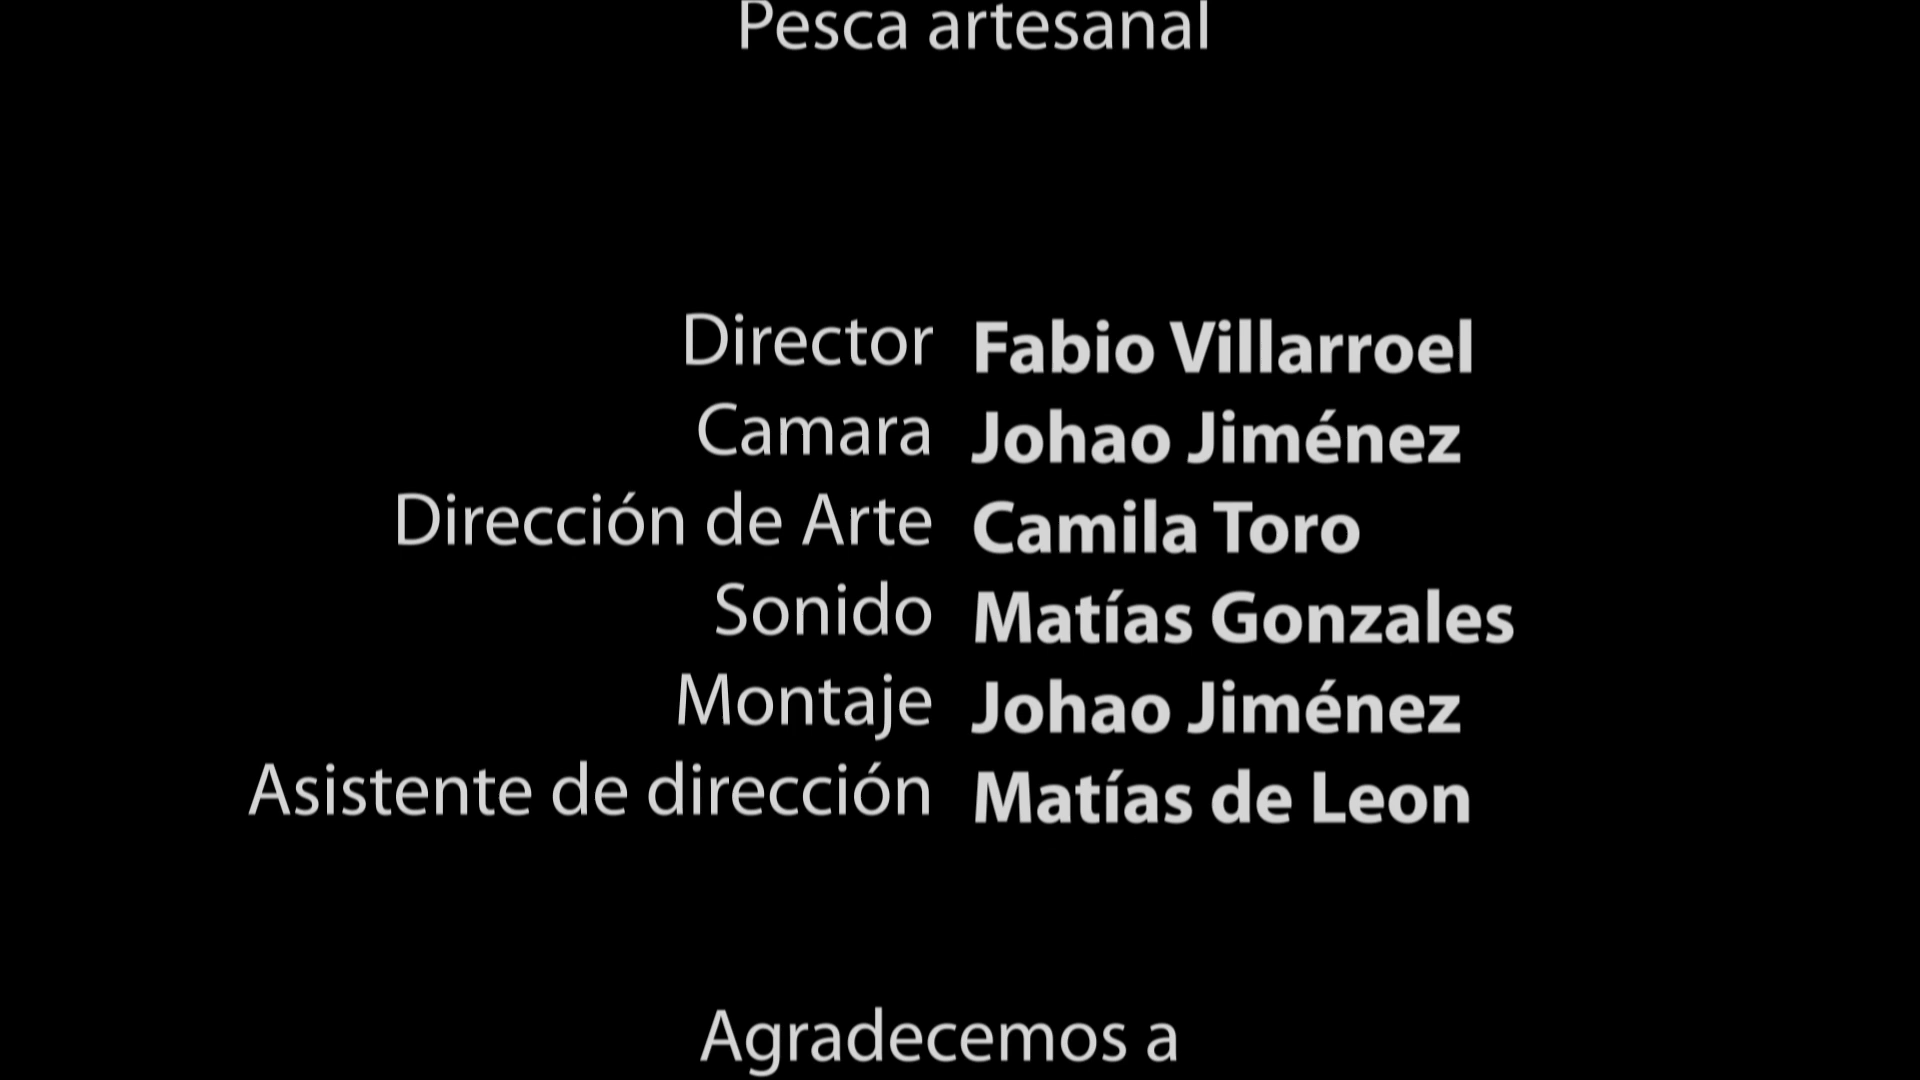 Pesca artesanal
Director Fabio Villarroel
Camara Johao Jiménez
Dirección de Arte Camila Toro
Sonido Matías Gonzales
Montaje Johao Jiménez
Asistente de dirección Matías de Leon
Agradecemos a